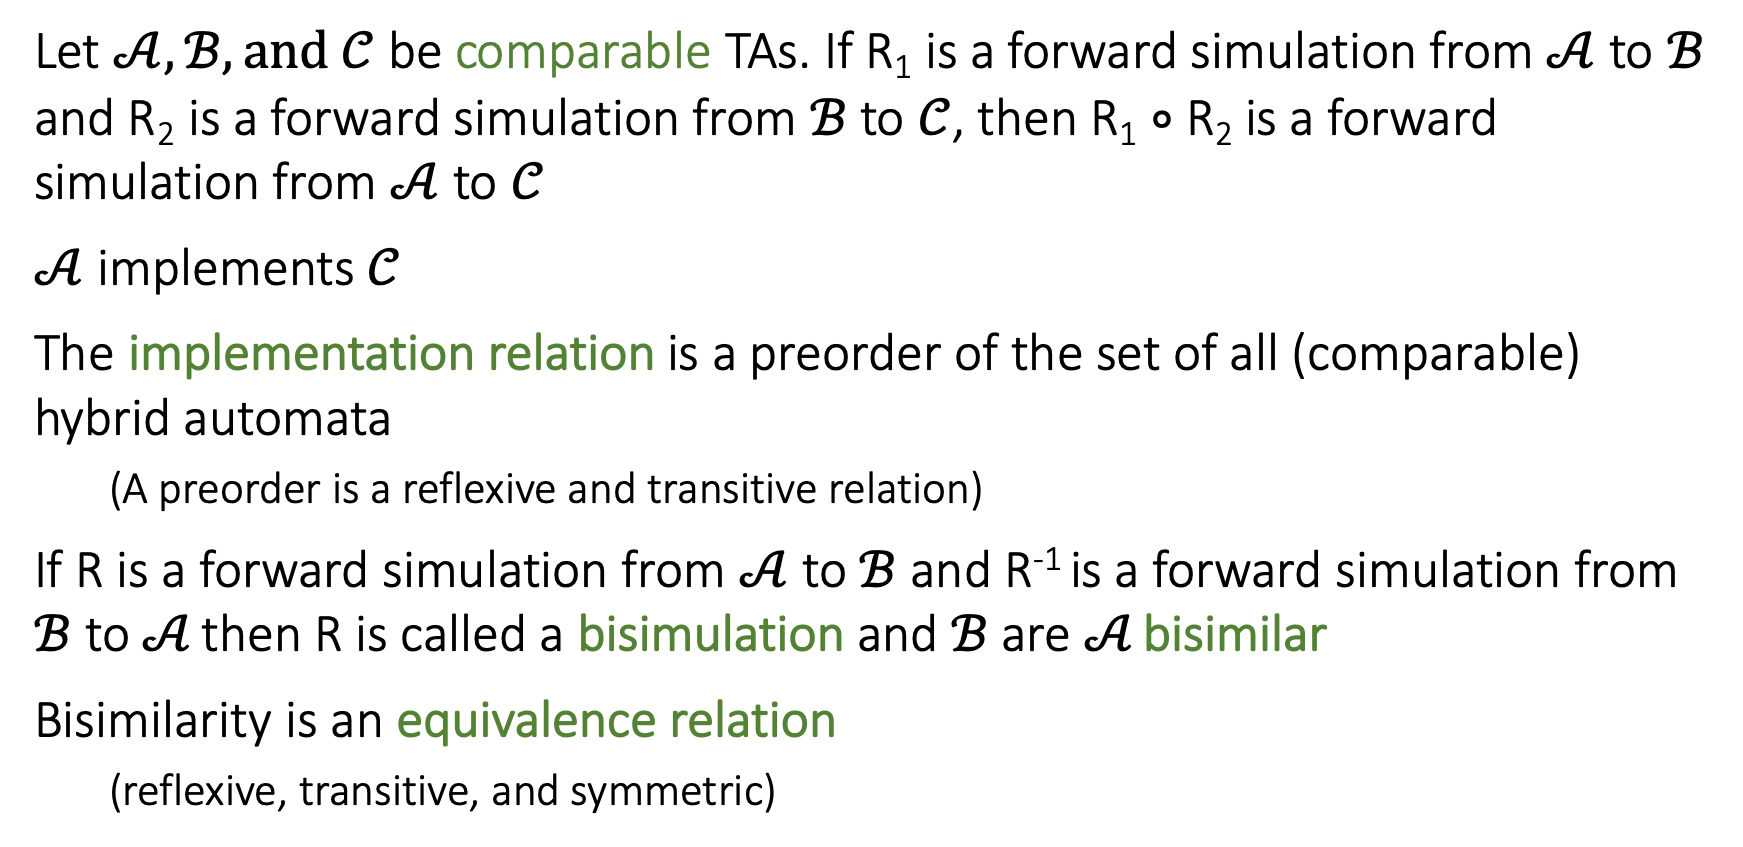 Let 𝓐, 𝓑, and 𝓒 be comparable TAs. If R₁ is a forward simulation from 𝓐 to 𝓑
and R₂ is a forward simulation from 𝓑 to 𝓒, then R₁ ∘ R₂ is a forward
simulation from 𝓐 to 𝓒
𝓐 implements 𝓒
The implementation relation is a preorder of the set of all (comparable)
hybrid automata
(A preorder is a reflexive and transitive relation)
If R is a forward simulation from 𝓐 to 𝓑 and R⁻¹ is a forward simulation from
𝓑 to 𝓐 then R is called a bisimulation and 𝓑 are 𝓐 bisimilar
Bisimilarity is an equivalence relation
(reflexive, transitive, and symmetric)